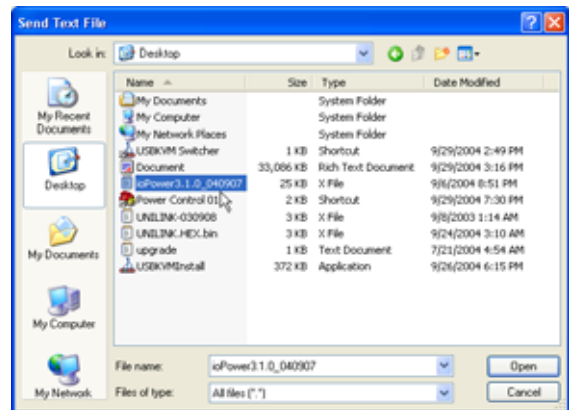 Send Text File
Look in: Desktop
Name Size Type Date Modified
My Documents System Folder
My Computer System Folder
My Network Places System Folder
USBKVM Switcher 1 KB Shortcut 9/29/2004 2:49 PM
Document 33,086 KB Rich Text Document 9/29/2004 3:16 PM
ioPower3.1.0_040907 25 KB X File 9/6/2004 8:51 PM
Power Control 01 2 KB Shortcut 9/29/2004 7:30 PM
UNILINK-030908 3 KB X File 9/8/2003 1:14 AM
UNILINK.HEX.bin 3 KB X File 9/24/2004 3:10 AM
upgrade 1 KB Text Document 7/21/2004 4:54 AM
USBKVMInstall 372 KB Application 9/26/2004 6:15 PM
My Recent
Documents
Desktop
My Documents
My Computer
My Network
File name: ioPower3.1.0_040907 Open
Files of type: All files (*.*) Cancel